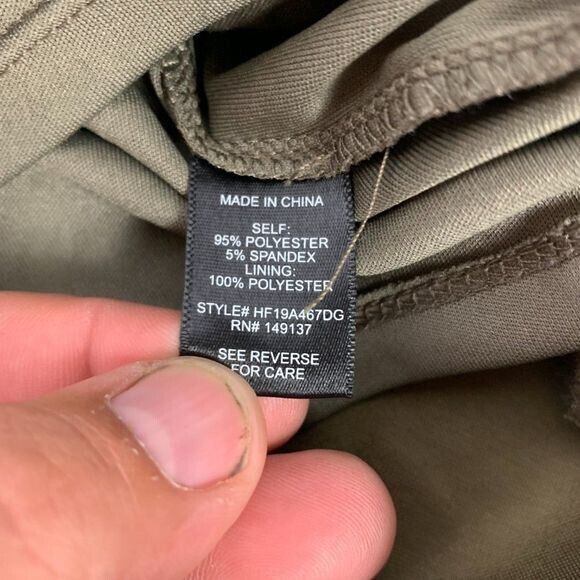 MADE IN CHINA
SELF:
95% POLYESTER
5% SPANDEX
LINING:
100% POLYESTER
STYLE# HF19A467DG
RN# 149137
SEE REVERSE
FOR CARE